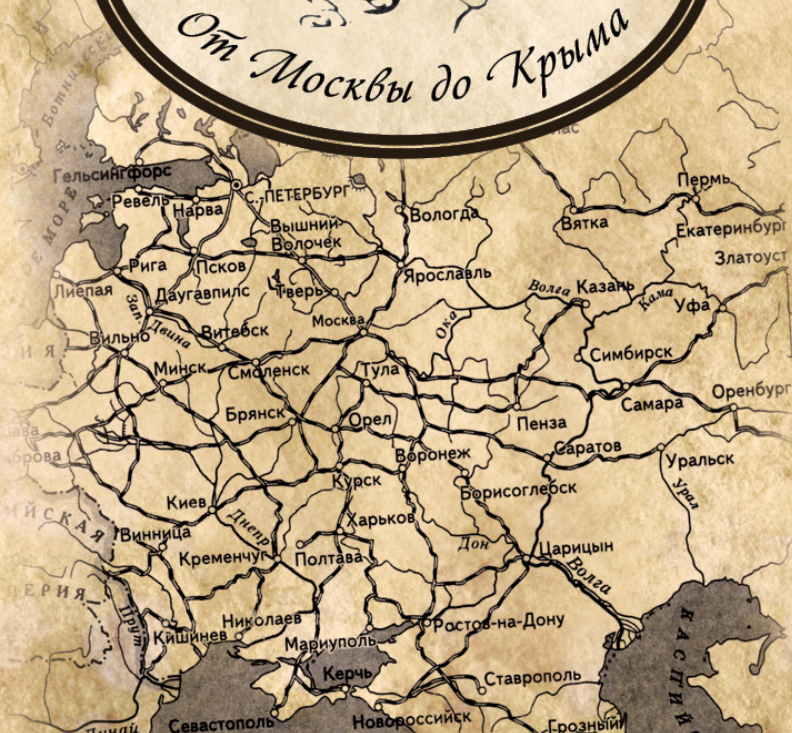 От Москвы до Крыма
Гельсингфорс
С.-ПЕТЕРБУРГ
Ревель
Нарва
Вышний-
Волочек
Вологда
Вятка
Пермь
Екатеринбург
Златоуст
Рига
Псков
Ярославль
Лиепая
Зап.
Двина
Даугавпилс
Тверь
Волга
Казань
Кама
Уфа
Москва
Ока
Вильно
Витебск
Минск
Смоленск
Тула
Симбирск
Самара
Оренбург
Брянск
Орел
Пенза
Воронеж
Саратов
Уральск
Урал
Курск
Борисоглебск
Киев
Днепр
Харьков
Винница
Кременчуг
Полтава
Дон
Царицын
Волга
Прут
Кишинев
Николаев
Мариуполь
Ростов-на-Дону
Керчь
Ставрополь
Севастополь
Новороссийск
Грозный
Дунай
КАСПИЙ